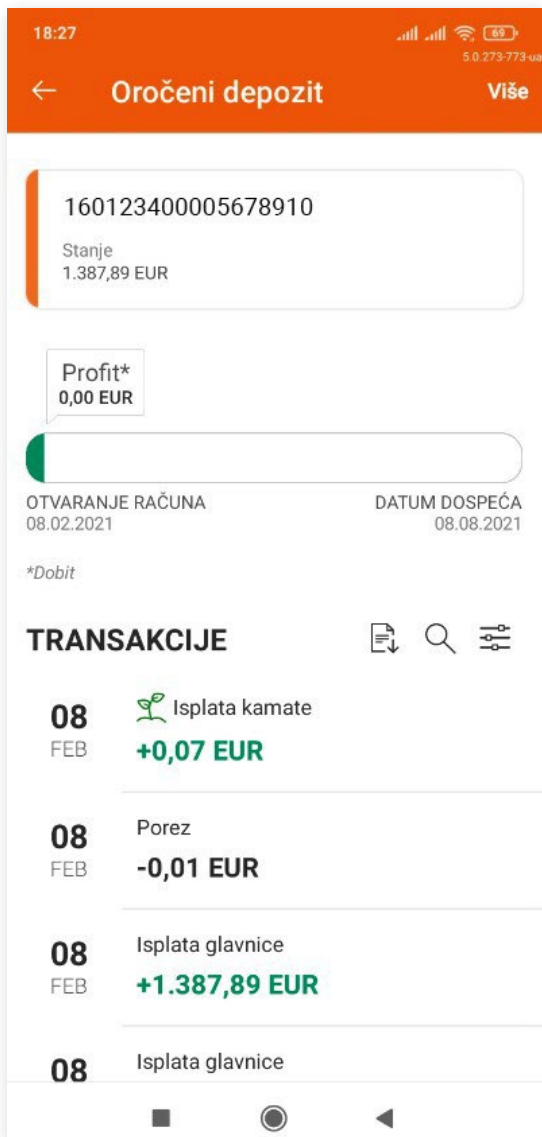 18:27
69
5.0.273-773-ua
Oročeni depozit
Više
160123400005678910
Stanje
1.387,89 EUR
Profit*
0,00 EUR
OTVARANJE RAČUNA
DATUM DOSPEĆA
08.02.2021
08.08.2021
*Dobit
TRANSAKCIJE
08
Isplata kamate
FEB
+0,07 EUR
08
Porez
FEB
-0,01 EUR
08
Isplata glavnice
FEB
+1.387,89 EUR
08
Isplata glavnice